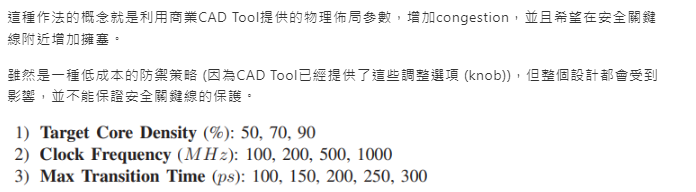 這種作法的概念就是利用商業CAD Tool提供的物理佈局參數，增加congestion，並且希望在安全關鍵
線附近增加擁塞。
雖然是一種低成本的防禦策略 (因為CAD Tool已經提供了這些調整選項 (knob))，但整個設計都會受到
影響，並不能保證安全關鍵線的保護。
1) Target Core Density (%): 50, 70, 90
2) Clock Frequency (MHz): 100, 200, 500, 1000
3) Max Transition Time (ps): 100, 150, 200, 250, 300